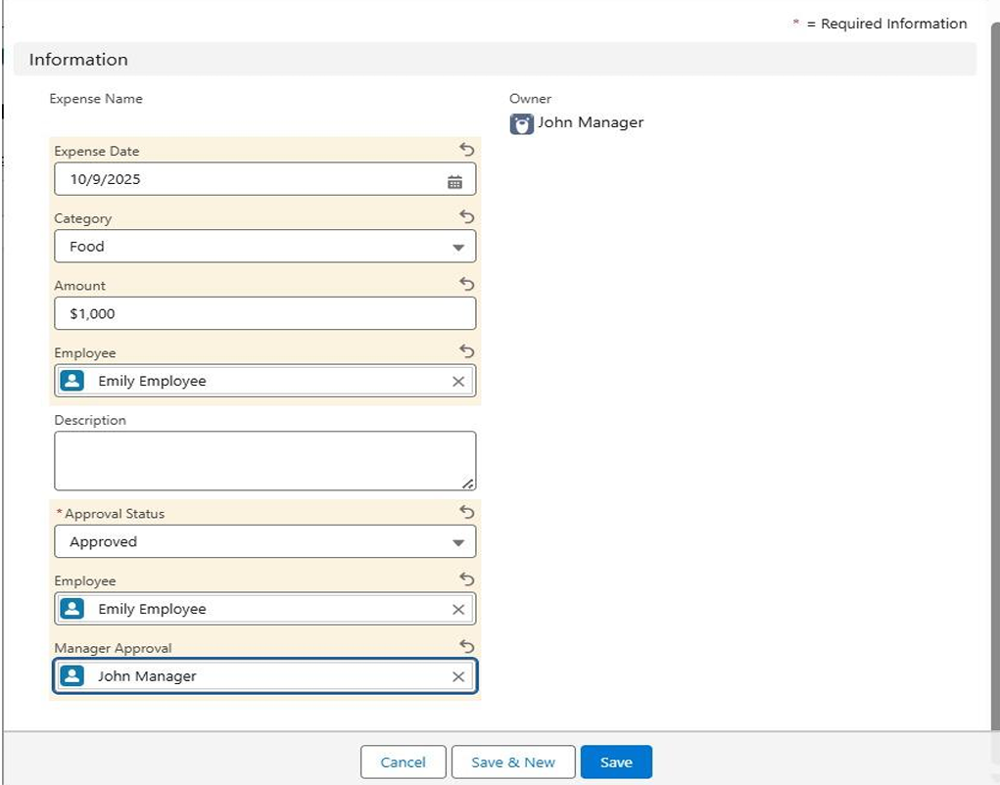 * = Required Information
Information
Expense Name
Owner
John Manager
Expense Date
10/9/2025
Category
Food
Amount
$1,000
Employee
Emily Employee
Description
*Approval Status
Approved
Employee
Emily Employee
Manager Approval
John Manager
Cancel
Save & New
Save